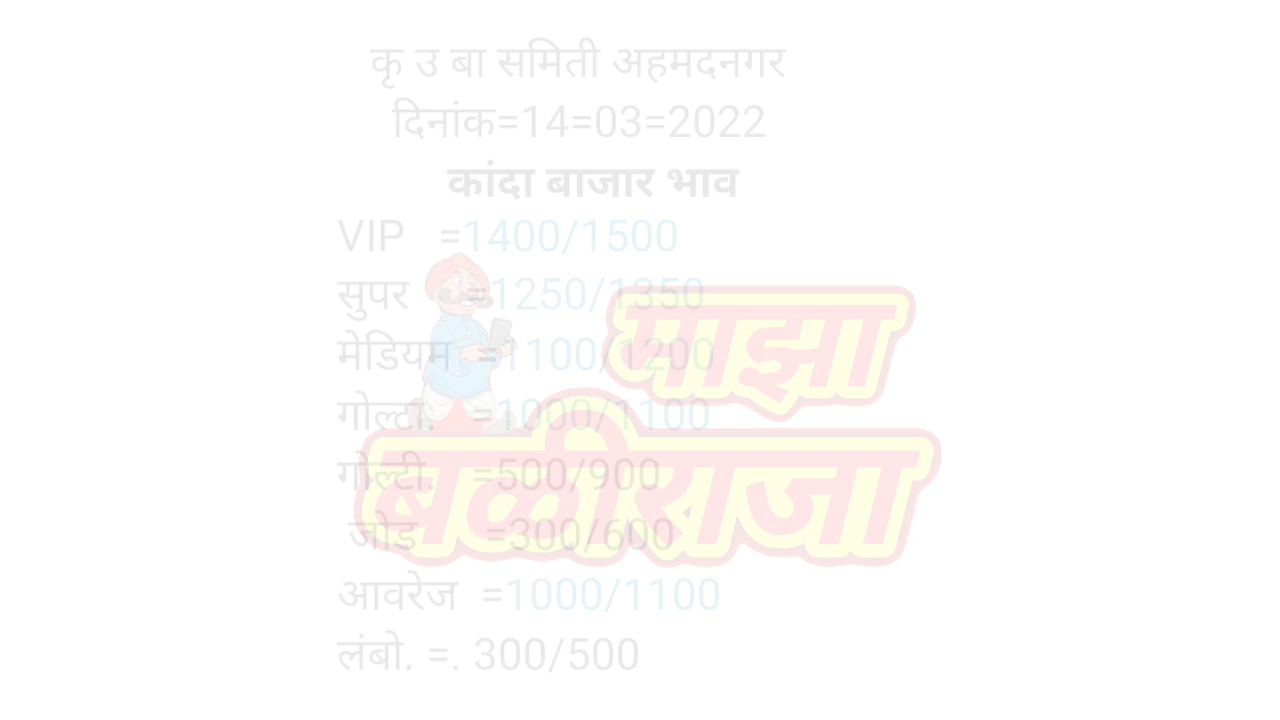 कृ उ बा समिती अहमदनगर
दिनांक=14=03=2022
कांदा बाजार भाव
VIP =1400/1500
सुपर =1250/1350
मेडियम =1100/1200
गोल्टा. =1000/1100
गोल्टी. =500/900
जोड =300/600
आवरेज =1000/1100
लंबो. =. 300/500
माझा
बळीराजा